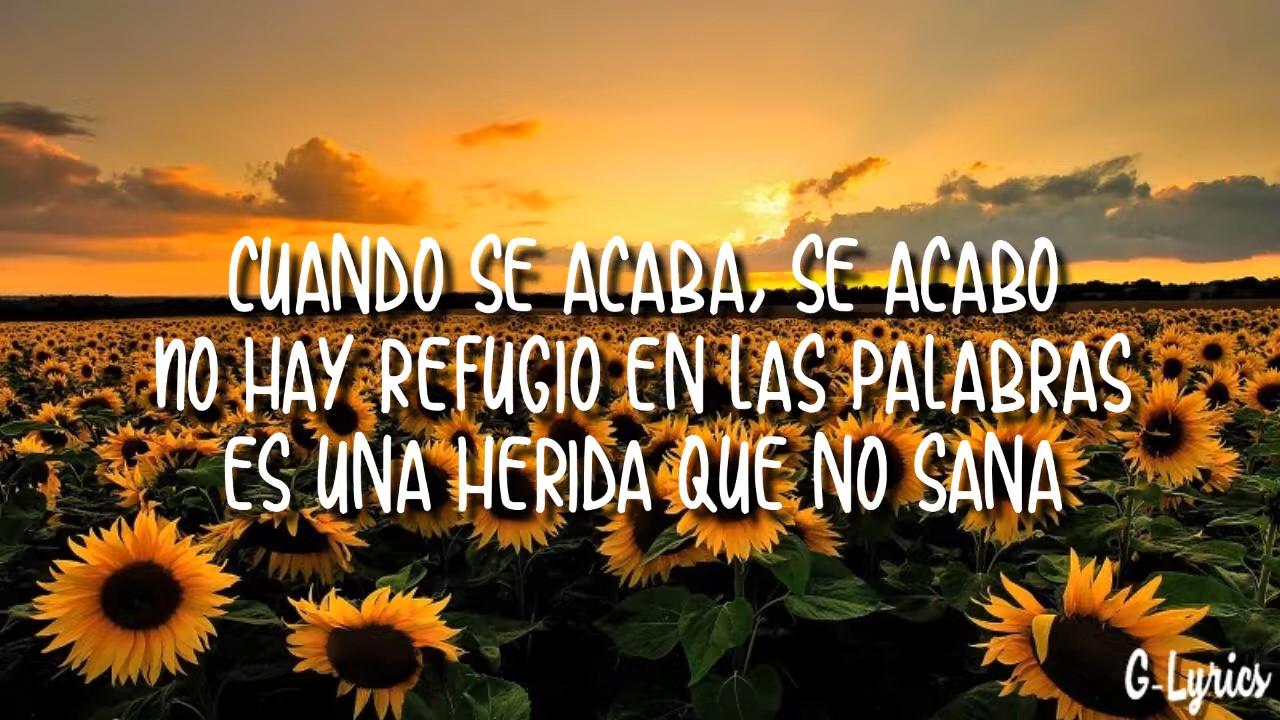 CUANDO SE ACABA, SE ACABO
NO HAY REFUGIO EN LAS PALABRAS
ES UNA HERIDA QUE NO SANA
G-Lyrics